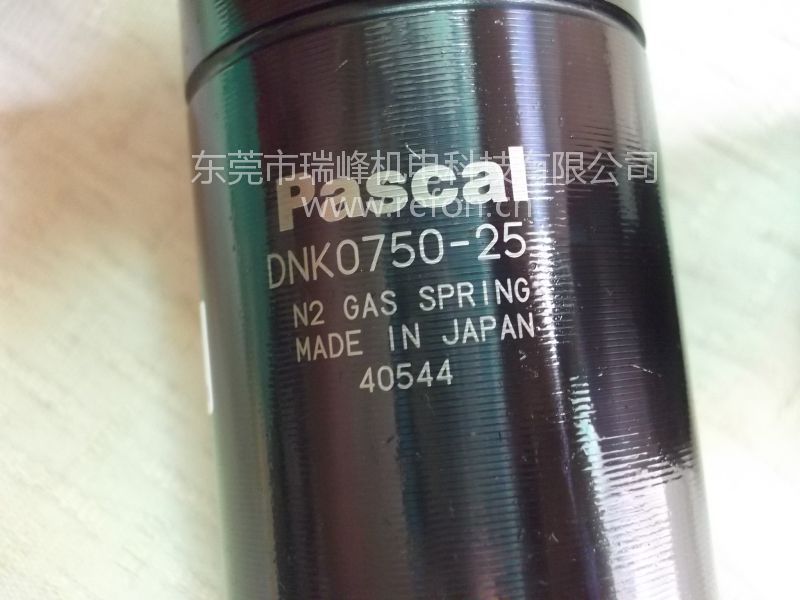 东莞市瑞峰机电科技有限公司
Pascal
www.refon.cn
DNK0750-25
N2 GAS SPRING
MADE IN JAPAN
40544